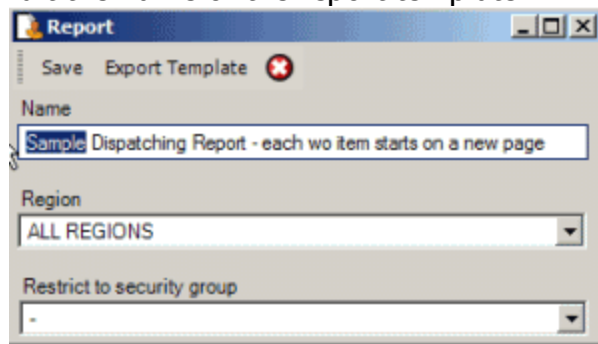 Report
Save Export Template
Name
Sample Dispatching Report - each wo item starts on a new page
Region
ALL REGIONS
Restrict to security group
-